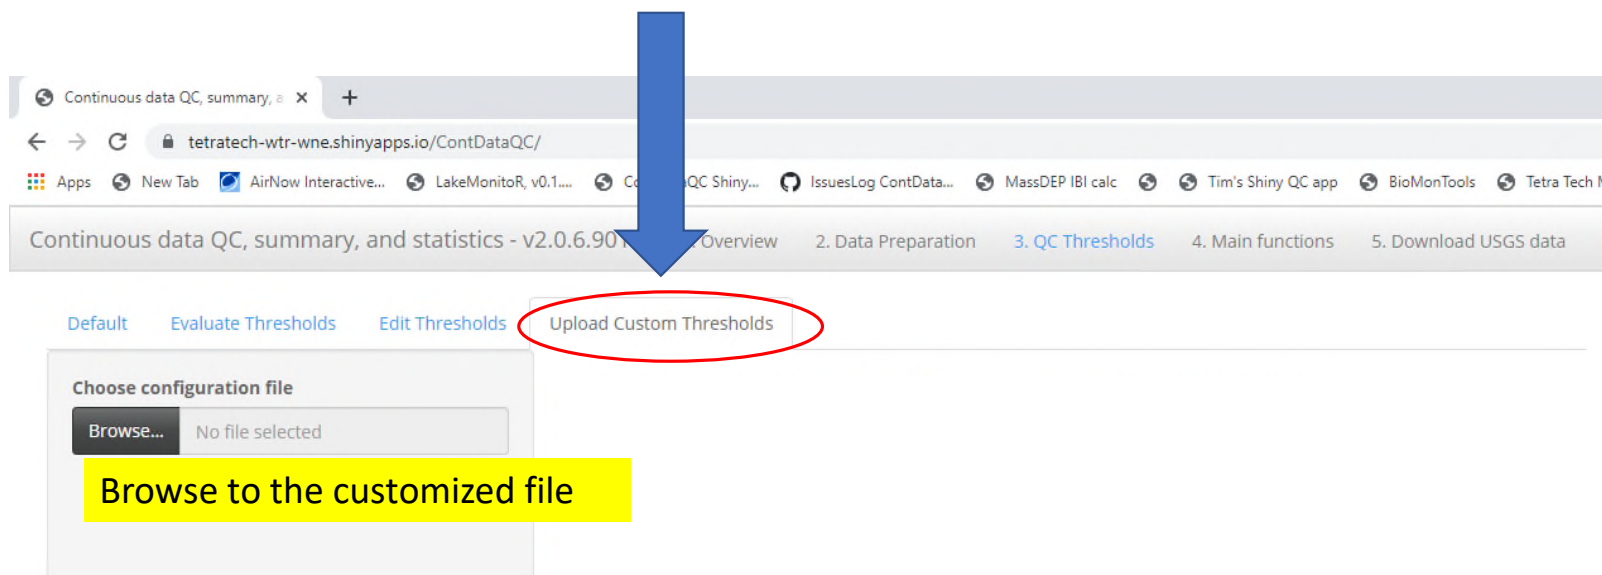 Continuous data QC, summary, a
tetratech-wtr-wne.shinyapps.io/ContDataQC/
Apps New Tab AirNow Interactive... LakeMonitoR, v0.1.... QC Shiny... IssuesLog ContData... MassDEP IBI calc Tim's Shiny QC app BioMonTools Tetra Tech
Continuous data QC, summary, and statistics - v2.0.6.90 Overview 2. Data Preparation 3. QC Thresholds 4. Main functions 5. Download USGS data
Default Evaluate Thresholds Edit Thresholds Upload Custom Thresholds
Choose configuration file
Browse... No file selected
Browse to the customized file